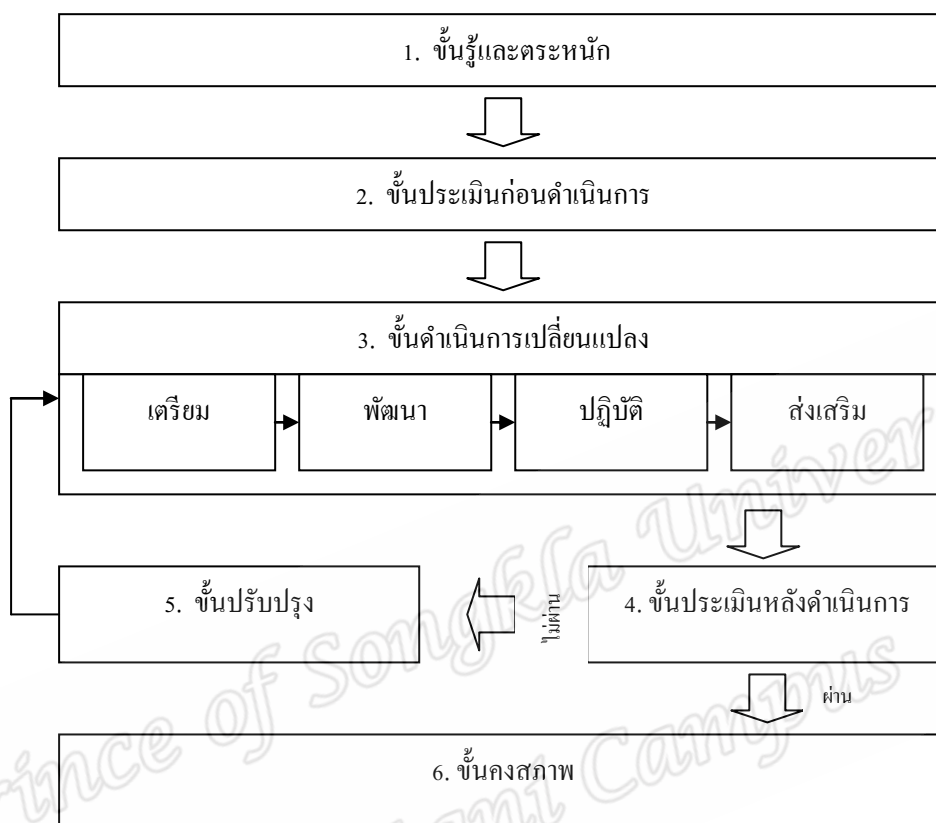 1. ขั้นรู้และตระหนัก
2. ขั้นประเมินก่อนดำเนินการ
3. ขั้นดำเนินการเปลี่ยนแปลง
เตรียม พัฒนา ปฏิบัติ ส่งเสริม
5. ขั้นปรับปรุง ไม่ผ่าน 4. ขั้นประเมินหลังดำเนินการ
ผ่าน
6. ขั้นคงสภาพ
Prince of Songkla Univer
ani Campus